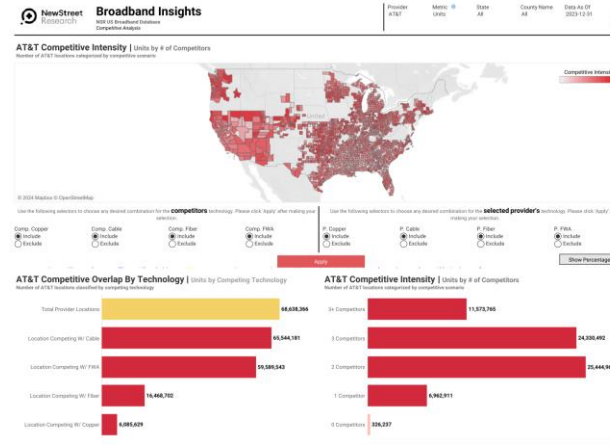 NewStreet
Research
Broadband Insights
NSR US Broadband Database
Competitive Analysis
Provider
AT&T
Metric
Units
State
All
County Name
All
Data As Of
2023-12-31
AT&T Competitive Intensity | Units by # of Competitors
Number of AT&T locations categorized by competitive scenario
Competitive Intens
United
© 2024 Mapbox © OpenStreetMap
Use the following selectors to choose any desired combination for the competitors technology. Please click 'Apply' after making your
selection.
Use the following selectors to choose any desired combination for the selected provider's technology. Please click 'Apply'
making your selection.
Comp. Copper
Include
Exclude
Comp. Cable
Include
Exclude
Comp. Fiber
Include
Exclude
Comp. FWA
Include
Exclude
P. Copper
Include
Exclude
P. Cable
Include
Exclude
P. Fiber
Include
Exclude
P. FWA
Include
Exclude
Apply
Show Percentage
AT&T Competitive Overlap By Technology | Units by Competing Technology
Number of AT&T locations classified by competing technology
Total Provider Locations 68,638,366
Location Competing W/ Cable 65,544,181
Location Competing W/ FWA 59,589,543
Location Competing W/ Fiber 16,468,702
Location Competing W/ Copper 6,085,629
AT&T Competitive Intensity | Units by # of Competitors
Number of AT&T locations categorized by competitive scenario
3+ Competitors 11,573,765
3 Competitors 24,330,492
2 Competitors 25,444,96
1 Competitor 6,962,911
0 Competitors 326,237